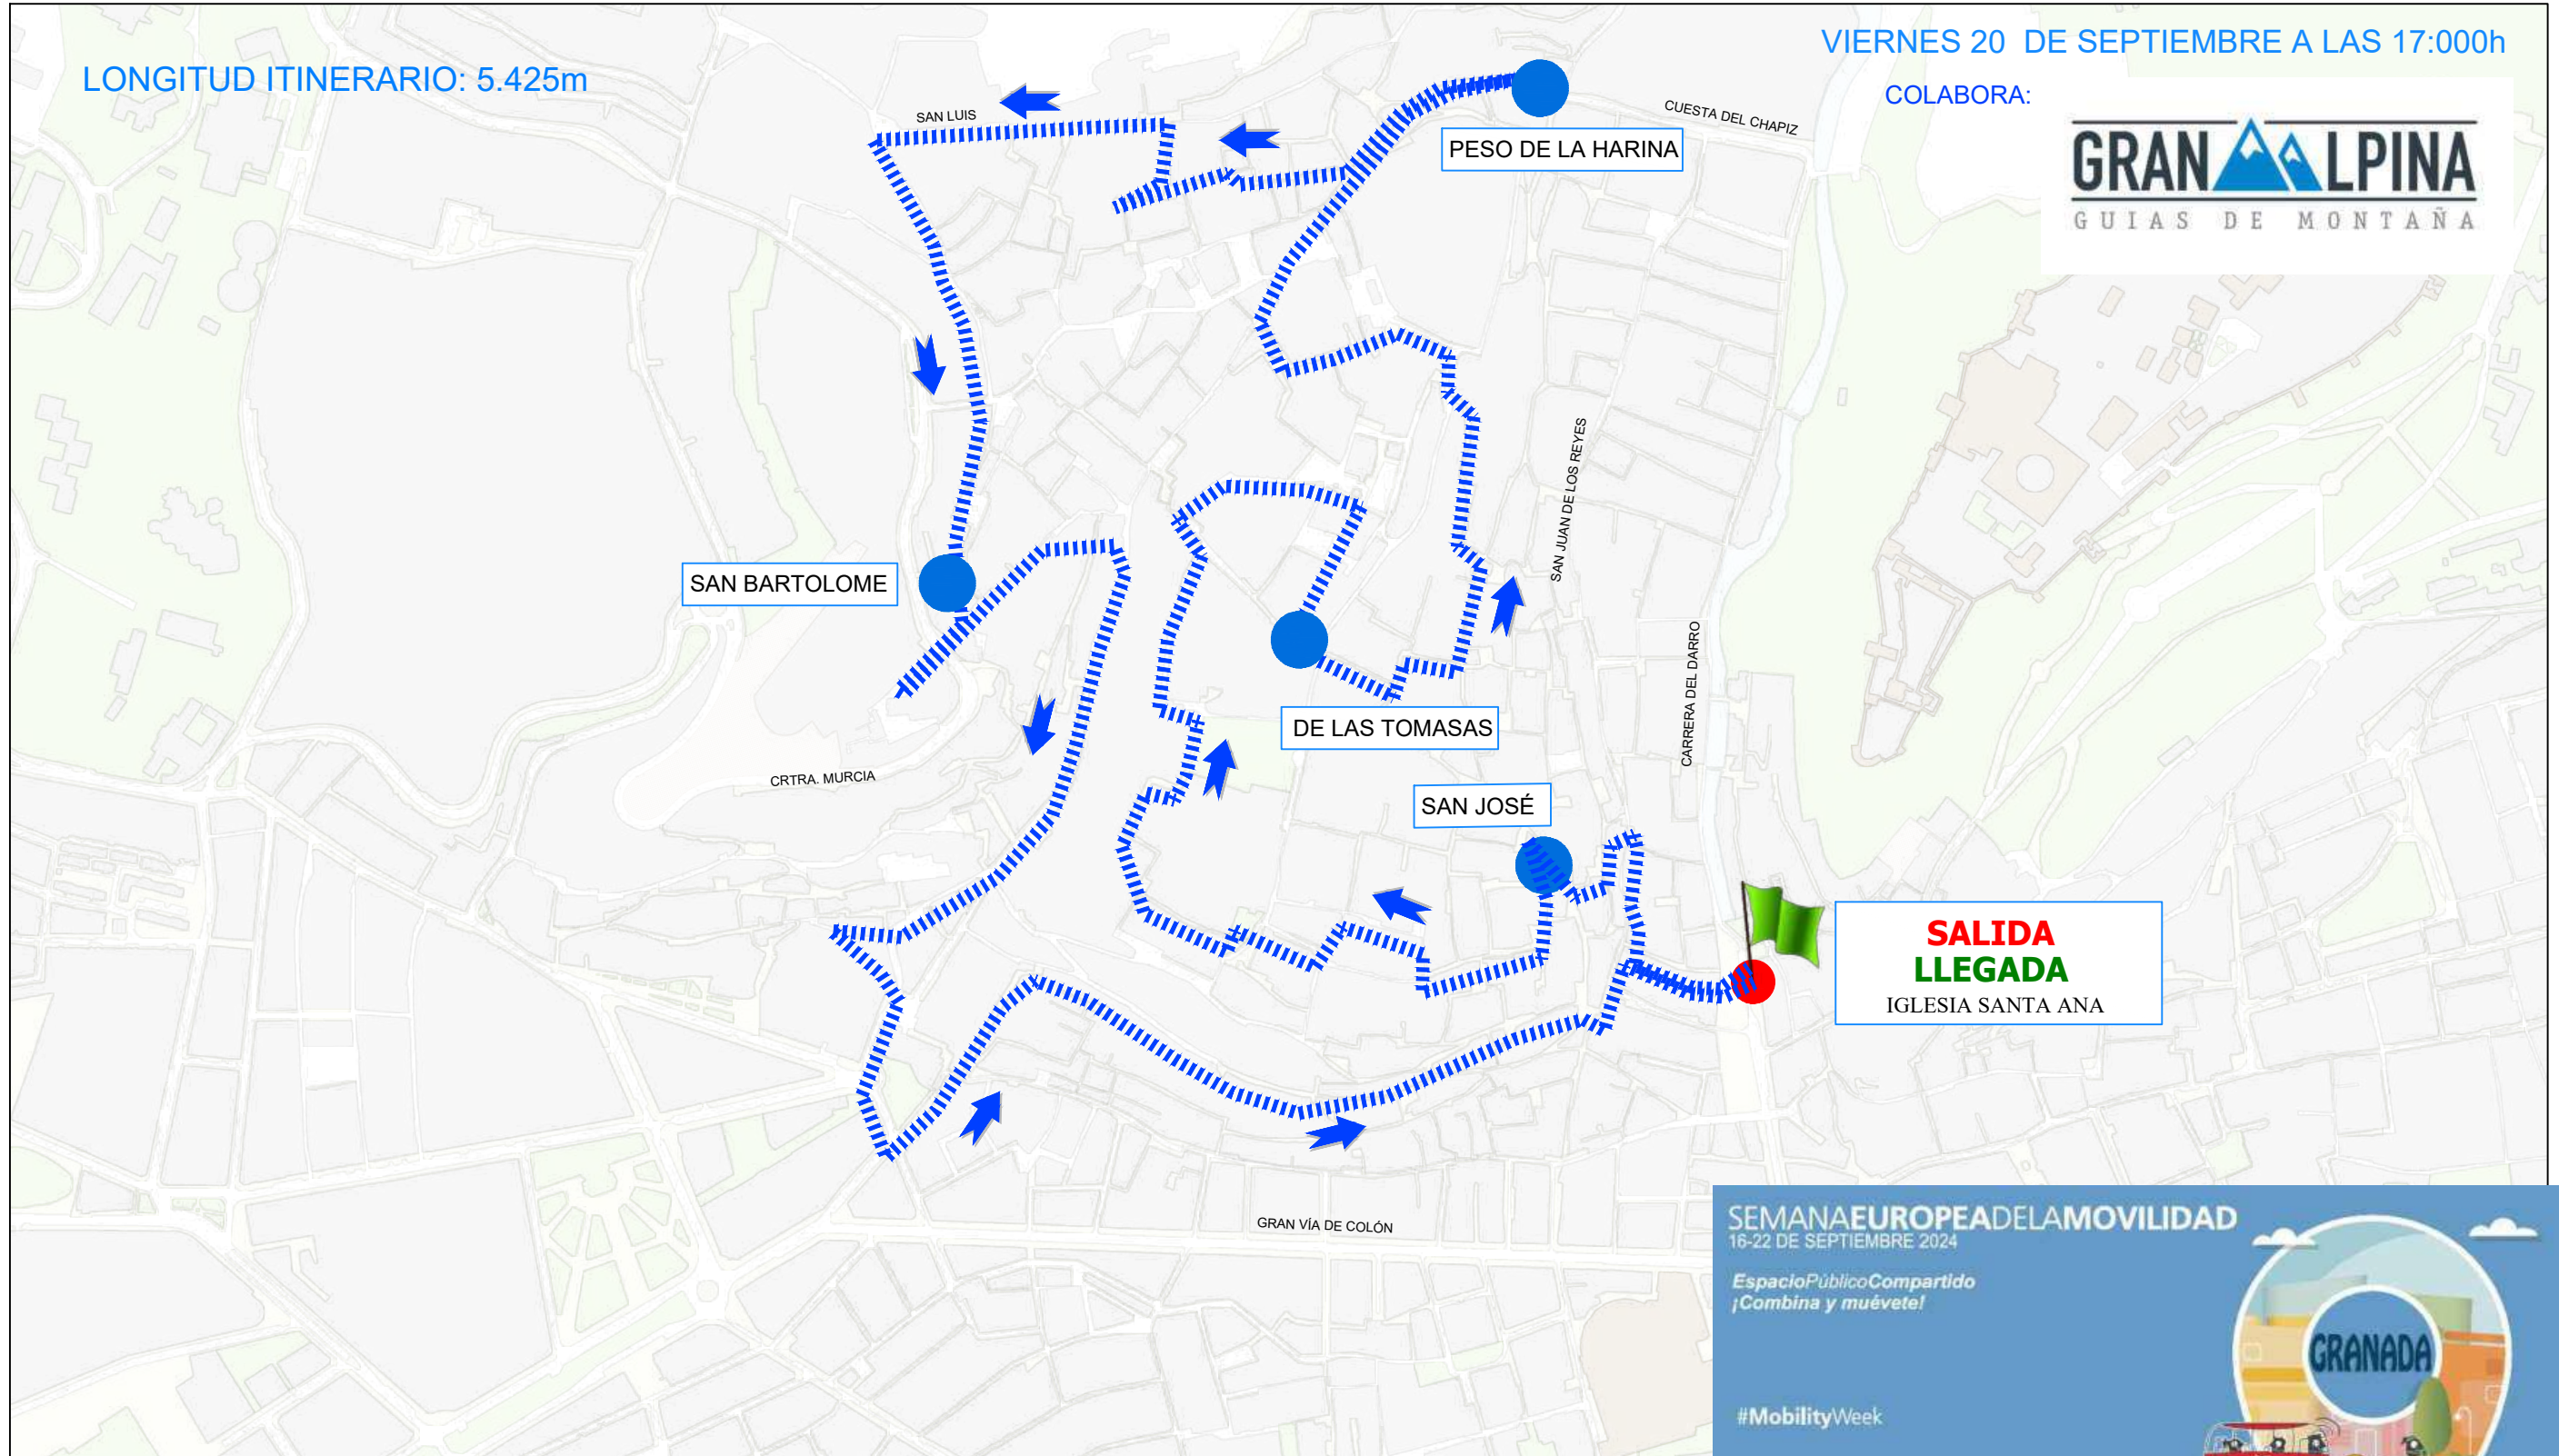 VIERNES 20 DE SEPTIEMBRE A LAS 17:000h
LONGITUD ITINERARIO: 5.425m
COLABORA:
GRAN ALPINA
GUIAS DE MONTAÑA
SAN LUIS
CUESTA DEL CHAPIZ
PESO DE LA HARINA
SAN JUAN DE LOS REYES
SAN BARTOLOME
CARRERA DEL DARRO
DE LAS TOMASAS
CRTRA. MURCIA
SAN JOSÉ
SALIDA
LLEGADA
IGLESIA SANTA ANA
GRAN VÍA DE COLÓN
SEMANAEUROPEADELAMOVILIDAD
16-22 DE SEPTIEMBRE 2024
EspacioPúblicoCompartido
¡Combina y muévete!
GRANADA
#MobilityWeek